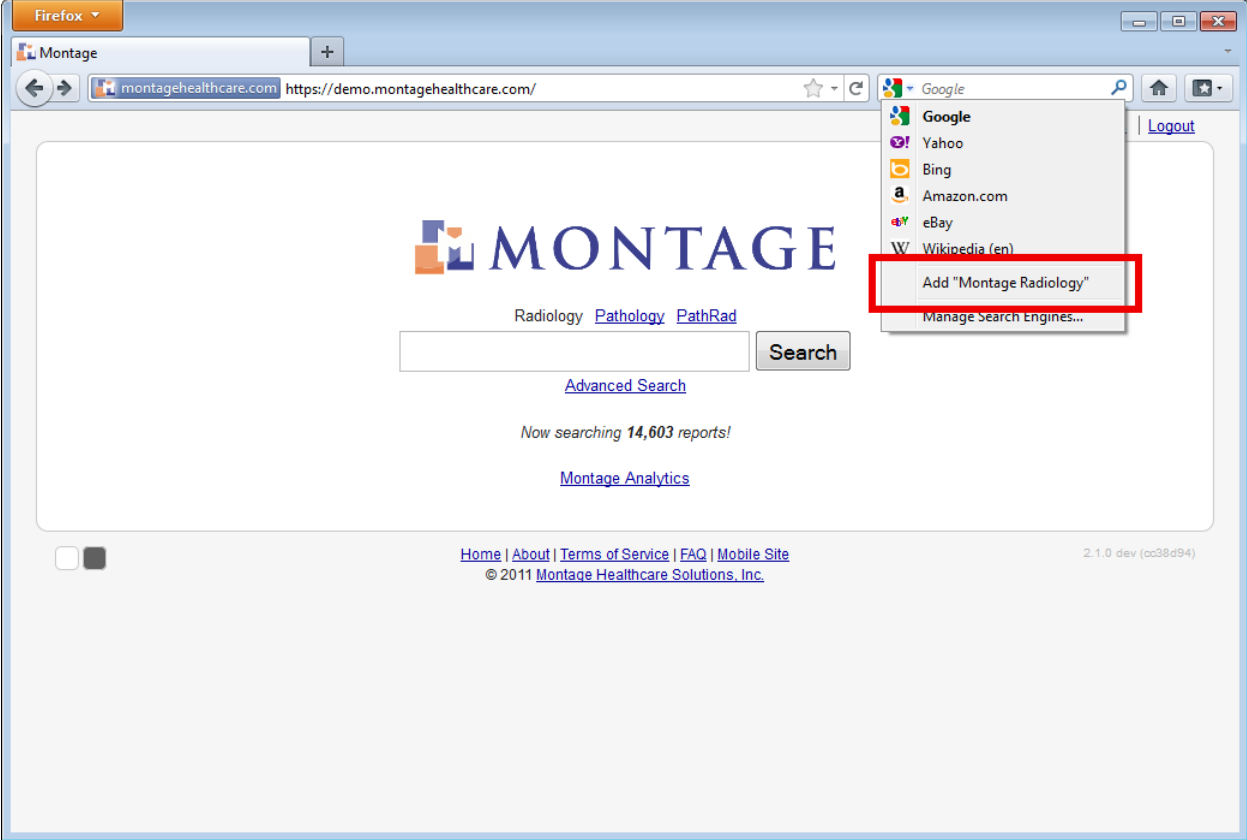 Firefox
Montage
montagehealthcare.com https://demo.montagehealthcare.com/
Google
Logout
Google
Yahoo
Bing
Amazon.com
eBay
Wikipedia (en)
Add "Montage Radiology"
Manage Search Engines...
MONTAGE
Radiology Pathology PathRad
Search
Advanced Search
Now searching 14,603 reports!
Montage Analytics
Home | About | Terms of Service | FAQ | Mobile Site
© 2011 Montage Healthcare Solutions, Inc.
2.1.0 dev (cc38d94)